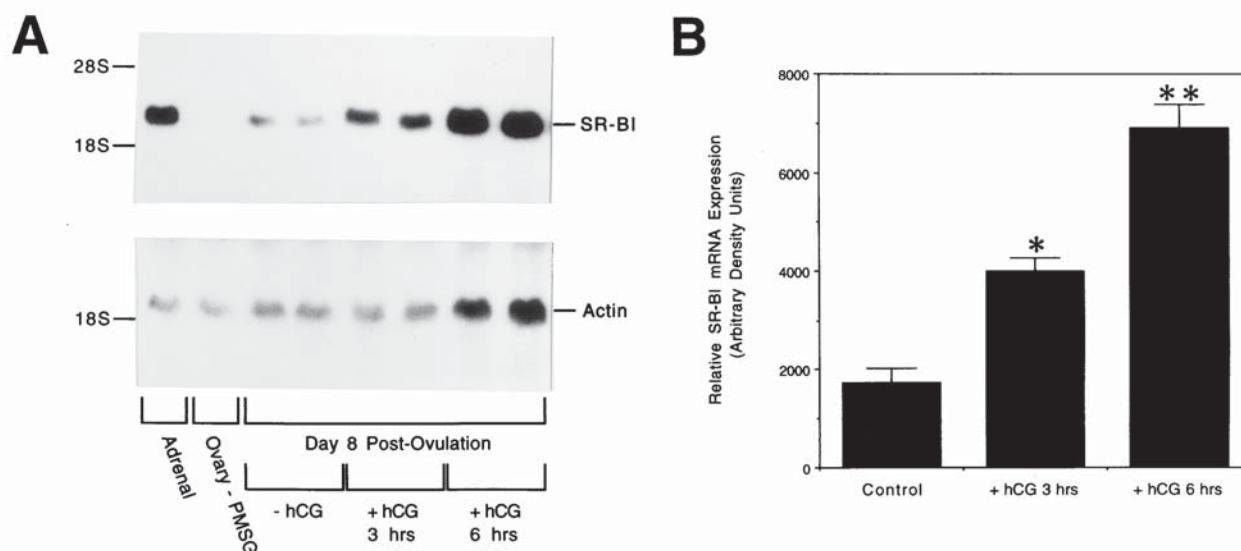 A
28S
18S
SR-BI
18S
Actin
Adrenal
Ovary - PMSG
Day 8 Post-Ovulation
- hCG
+ hCG
3 hrs
+ hCG
6 hrs
B
Relative SR-BI mRNA Expression
(Arbitrary Density Units)
8000
6000
4000
2000
0
*
**
Control
+ hCG 3 hrs
+ hCG 6 hrs